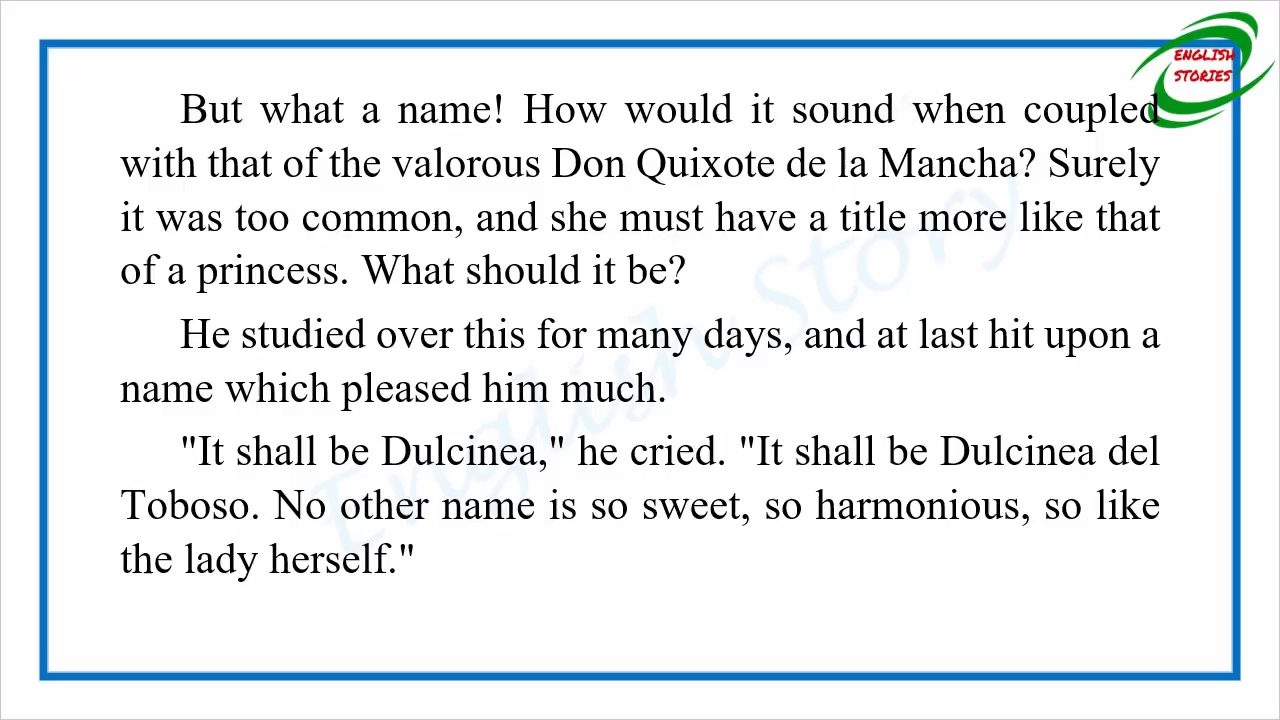 ENGLISH
STORIES
But what a name! How would it sound when coupled
with that of the valorous Don Quixote de la Mancha? Surely
it was too common, and she must have a title more like that
of a princess. What should it be?
He studied over this for many days, and at last hit upon a
name which pleased him much.
"It shall be Dulcinea," he cried. "It shall be Dulcinea del
Toboso. No other name is so sweet, so harmonious, so like
the lady herself."
English Story